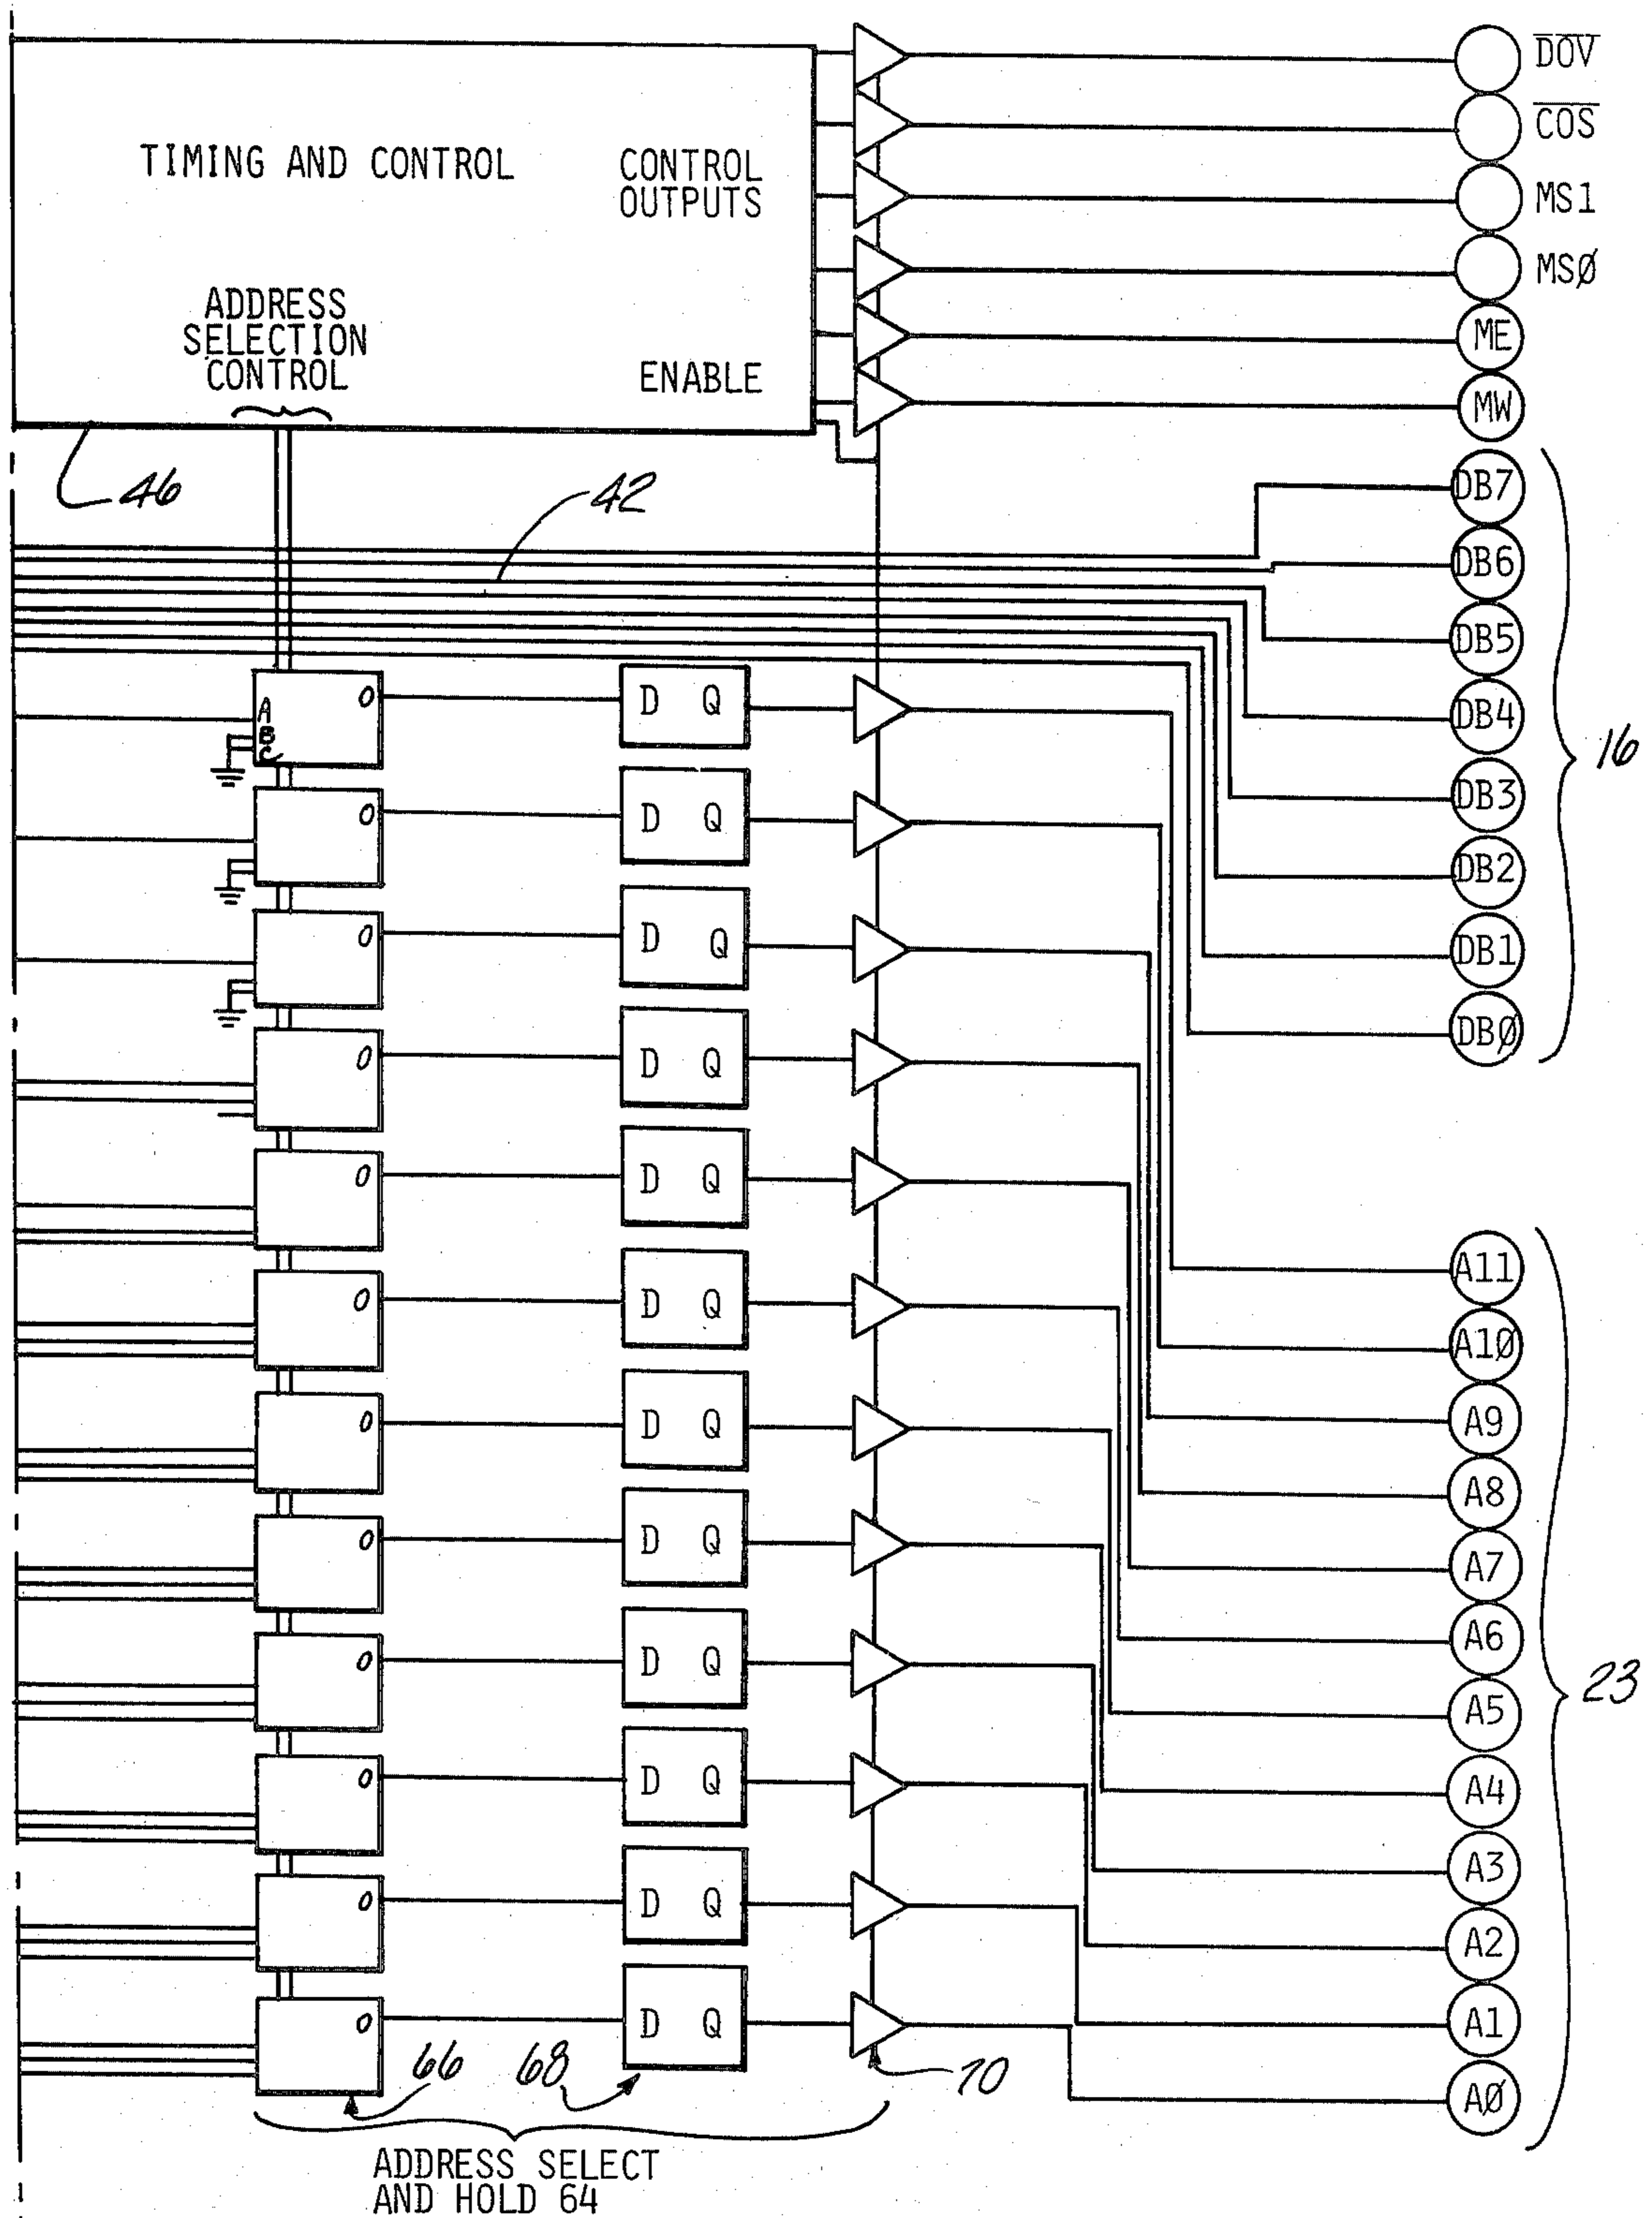 DOV
COS
TIMING AND CONTROL
CONTROL
OUTPUTS
MS1
MSØ
ADDRESS
SELECTION
CONTROL
ENABLE
ME
MW
46
42
DB7
DB6
DB5
DB4
DB3
DB2
DB1
DBØ
16
A
B
C
O
D Q
O
D Q
O
D Q
O
D Q
O
D Q
O
D Q
O
D Q
O
D Q
O
D Q
O
D Q
O
D Q
O
D Q
A11
A1Ø
A9
A8
A7
A6
A5
A4
A3
A2
A1
AØ
23
66
68
70
ADDRESS SELECT
AND HOLD 64